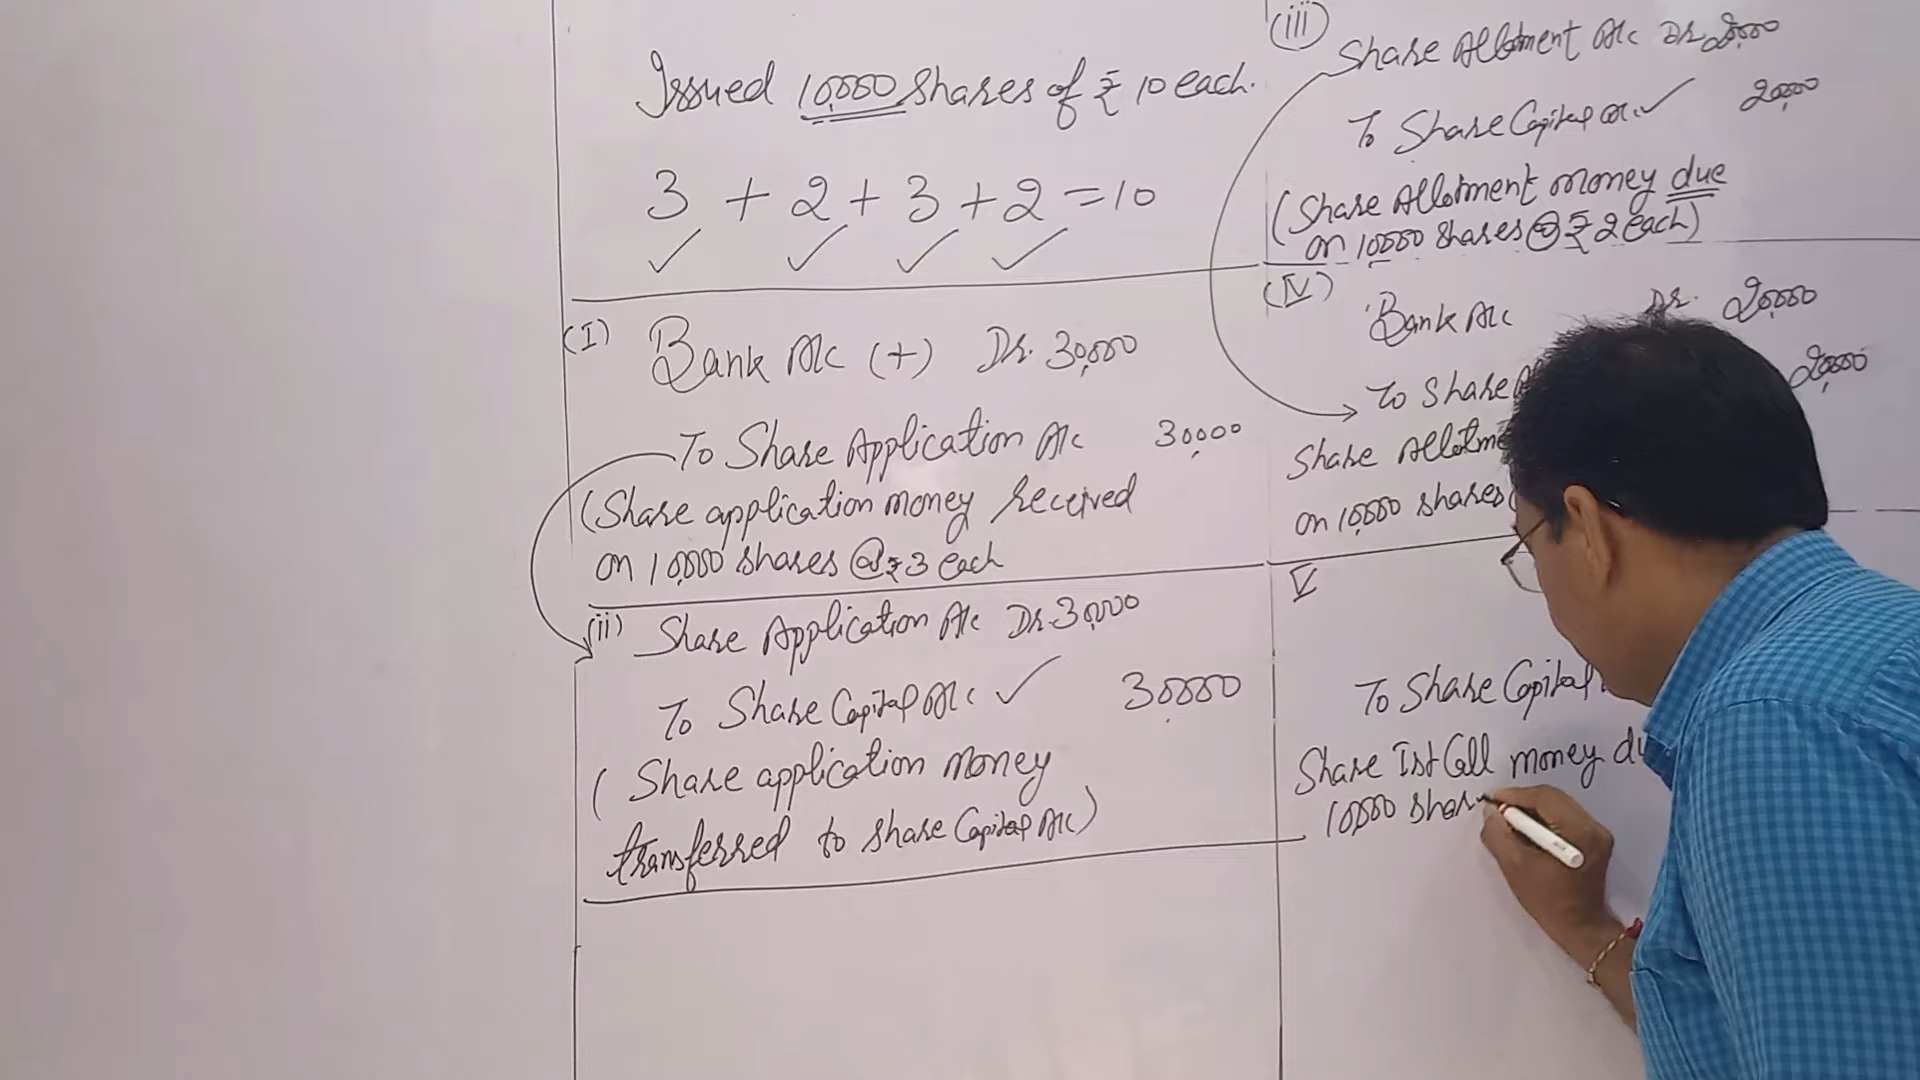 Issued 10,000 shares of ₹ 10 each.
3 + 2 + 3 + 2 = 10
(I) Bank A/c (+) Dr. 30,000
To Share Application A/c 30,000
(Share application money received
on 10,000 shares @ ₹ 3 each
(ii) Share Application A/c Dr. 30,000
To Share Capital A/c 30,000
(Share application money
transferred to share Capital A/c)
(iii) Share Allotment A/c Dr. 20,000
To Share Capital a/c. 20,000
(Share Allotment money due
on 10,000 shares @ ₹ 2 each)
(IV) Bank A/c Dr. 20,000
To Share 20,000
Share Allotme
on 10,000 shares
V
To Share Capital
Share Ist Call money du
10,000 shar